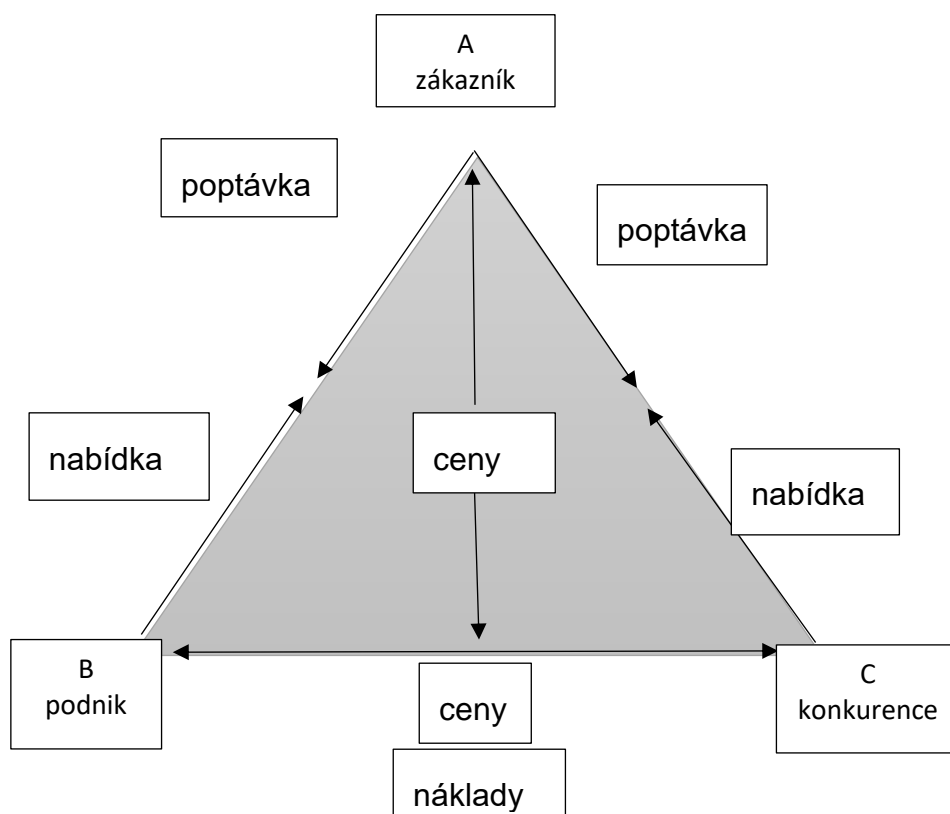 A
zákazník
poptávka
poptávka
nabídka
ceny
nabídka
B
podnik
ceny
C
konkurence
náklady